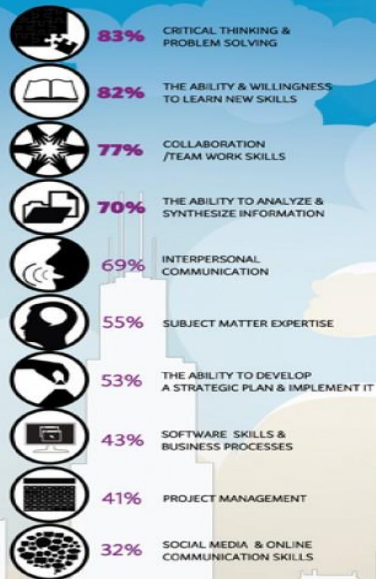 83% CRITICAL THINKING &
PROBLEM SOLVING
82% THE ABILITY & WILLINGNESS
TO LEARN NEW SKILLS
77% COLLABORATION
/TEAM WORK SKILLS
70% THE ABILITY TO ANALYZE &
SYNTHESIZE INFORMATION
69% INTERPERSONAL
COMMUNICATION
55% SUBJECT MATTER EXPERTISE
53% THE ABILITY TO DEVELOP
A STRATEGIC PLAN & IMPLEMENT IT
43% SOFTWARE SKILLS &
BUSINESS PROCESSES
41% PROJECT MANAGEMENT
32% SOCIAL MEDIA & ONLINE
COMMUNICATION SKILLS